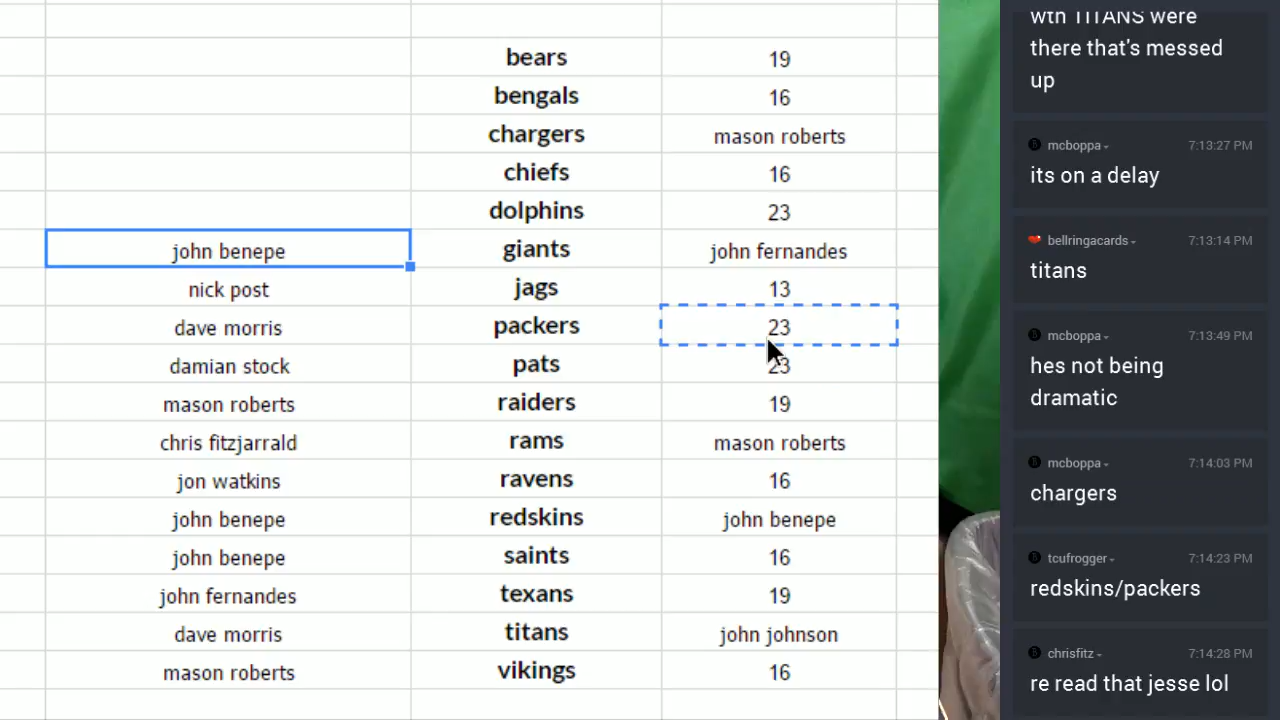 bears 19
bengals 16
chargers mason roberts
chiefs 16
dolphins 23
john benepe giants john fernandes
nick post jags 13
dave morris packers 23
damian stock pats 23
mason roberts raiders 19
chris fitzjarrald rams mason roberts
jon watkins ravens 16
john benepe redskins john benepe
john benepe saints 16
john fernandes texans 19
dave morris titans john johnson
mason roberts vikings 16
wth TITANS were
there that's messed
up
mcboppa 7:13:27 PM
its on a delay
bellringacards 7:13:14 PM
titans
mcboppa 7:13:49 PM
hes not being
dramatic
mcboppa 7:14:03 PM
chargers
tcufrogger 7:14:23 PM
redskins/packers
chrisfitz 7:14:28 PM
re read that jesse lol